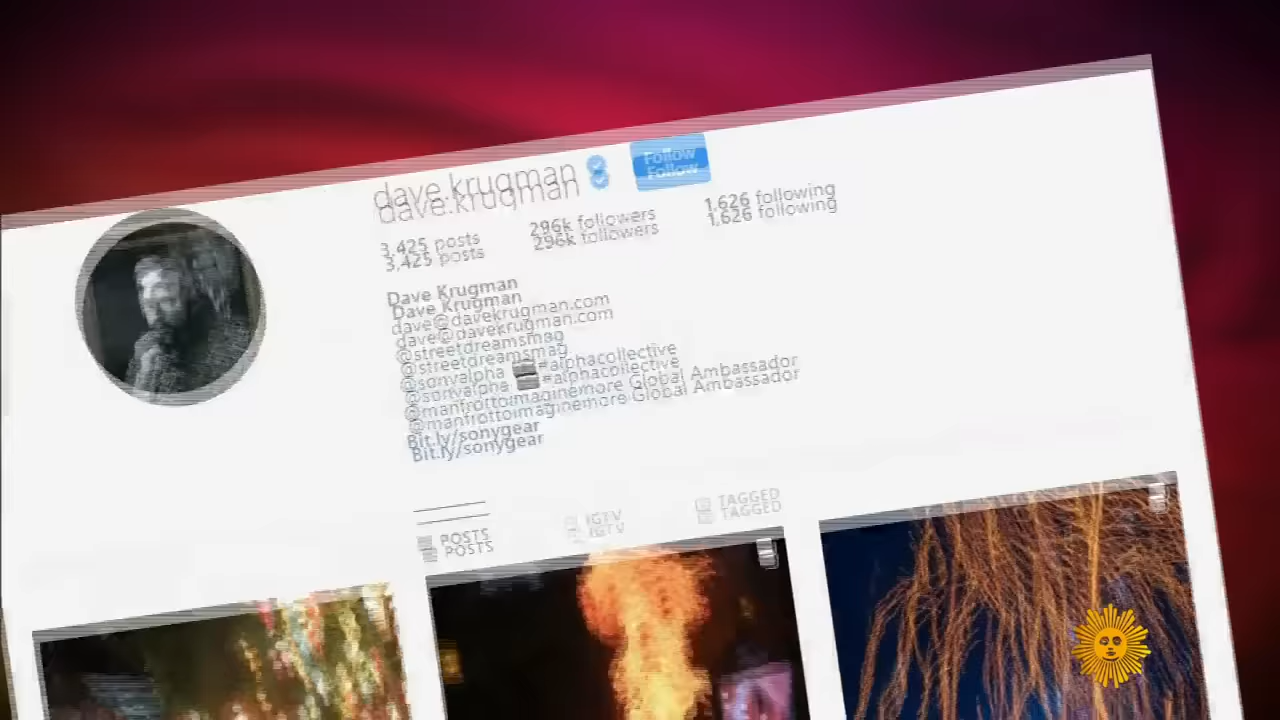 dave.krugman Follow
3,425 posts 296k followers 1,626 following
Dave Krugman
dave@davekrugman.com
@streetdreamsmag
@sonyalpha =alphacollective
@manfrottoimaginemore Global Ambassador
Bit.ly/sonygear
POSTS IGTV TAGGED